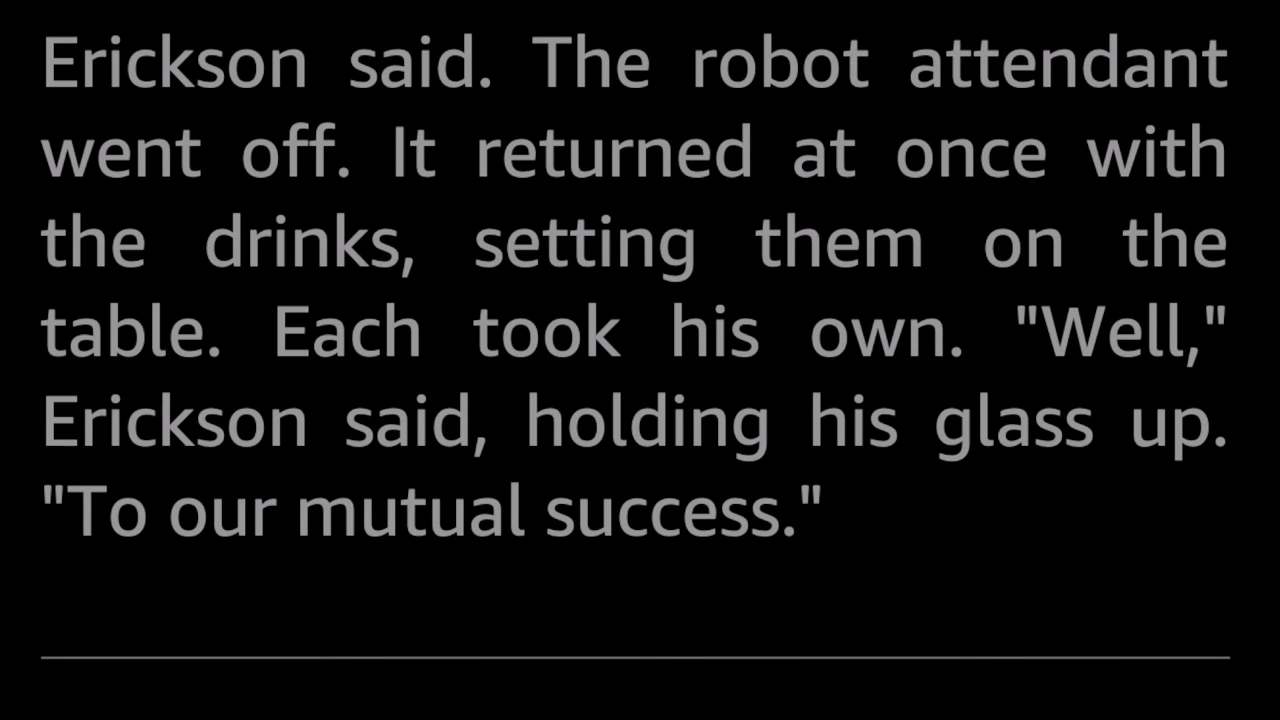 Erickson said. The robot attendant
went off. It returned at once with
the drinks, setting them on the
table. Each took his own. "Well,"
Erickson said, holding his glass up.
"To our mutual success."